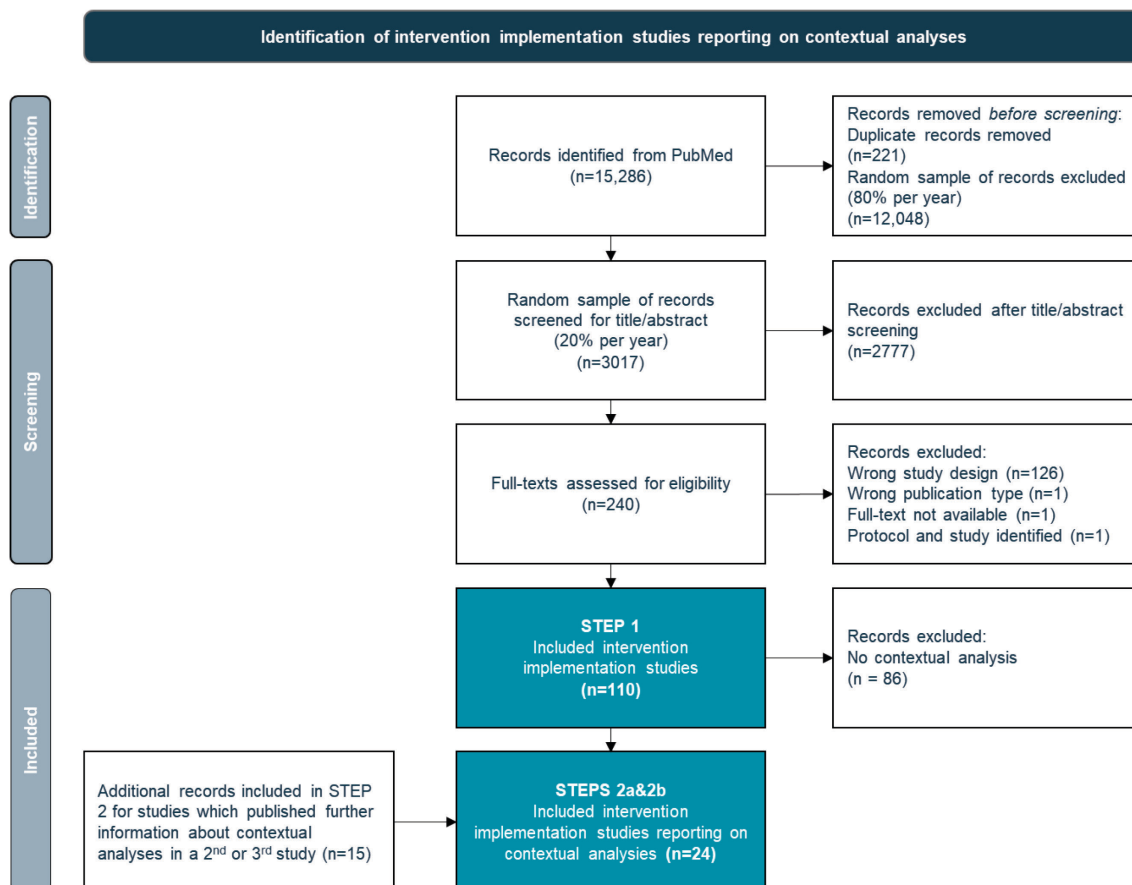 Identification of intervention implementation studies reporting on contextual analyses
Identification
Records identified from PubMed
(n=15,286)
Records removed before screening:
Duplicate records removed
(n=221)
Random sample of records excluded
(80% per year)
(n=12,048)
Screening
Random sample of records
screened for title/abstract
(20% per year)
(n=3017)
Records excluded after title/abstract
screening
(n=2777)
Full-texts assessed for eligibility
(n=240)
Records excluded:
Wrong study design (n=126)
Wrong publication type (n=1)
Full-text not available (n=1)
Protocol and study identified (n=1)
Included
STEP 1
Included intervention
implementation studies
(n=110)
Records excluded:
No contextual analysis
(n = 86)
Additional records included in STEP
2 for studies which published further
information about contextual
analyses in a 2nd or 3rd study (n=15)
STEPS 2a&2b
Included intervention
implementation studies reporting on
contextual analysies (n=24)